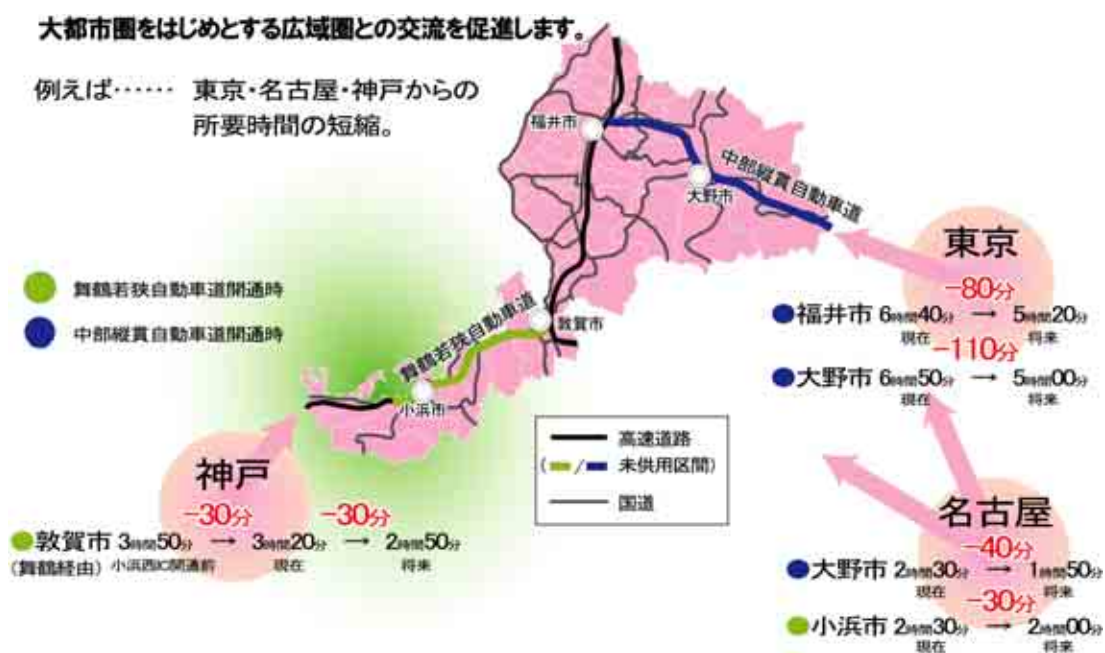 大都市圏をはじめとする広域圏との交流を促進します。
例えば…… 東京・名古屋・神戸からの
所要時間の短縮。
福井市
大野市
中部縦貫自動車道
舞鶴若狭自動車道開通時
中部縦貫自動車道開通時
舞鶴若狭自動車道
敦賀市
小浜市
東京
-80分
福井市 6時間40分 → 5時間20分
現在 将来
-110分
大野市 6時間50分 → 5時間00分
現在 将来
高速道路
( / 未供用区間)
国道
神戸
-30分 -30分
敦賀市 3時間50分 → 3時間20分 → 2時間50分
(舞鶴経由) 小浜西IC開通前 現在 将来
名古屋
-40分
大野市 2時間30分 → 1時間50分
現在 将来
-30分
小浜市 2時間30分 → 2時間00分
現在 将来